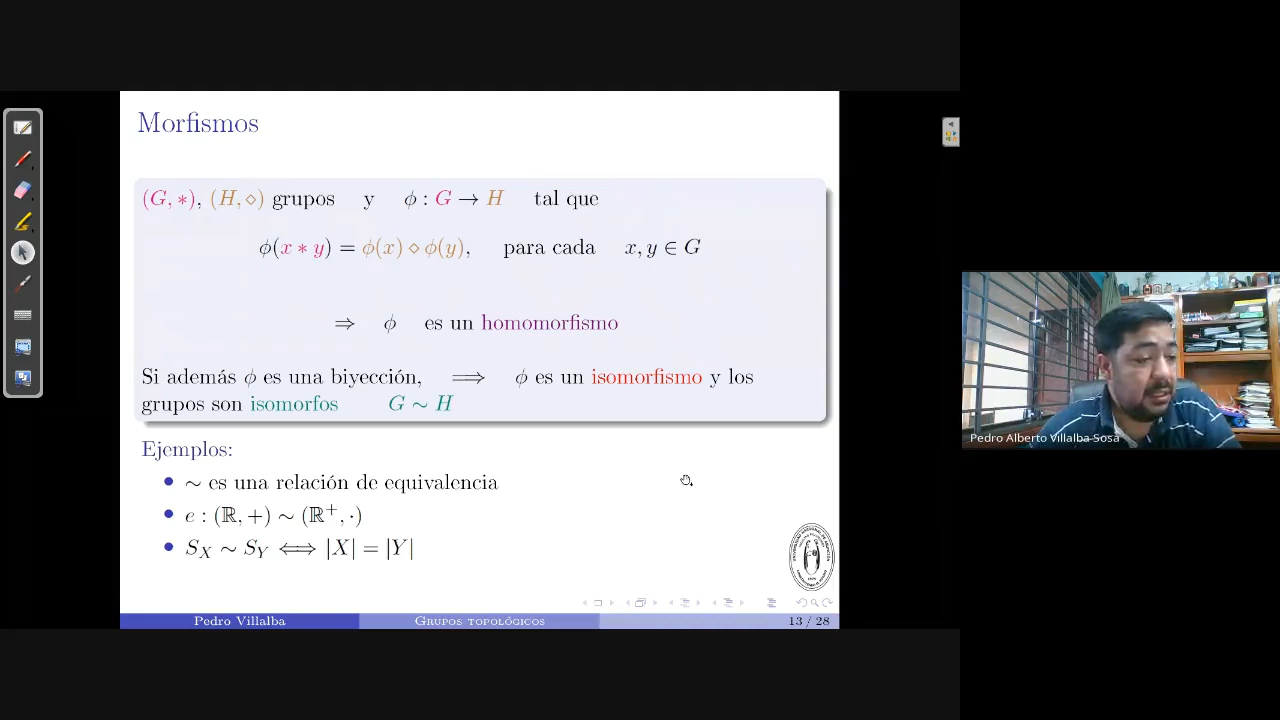 Morfismos
(G, ∗), (H, ⋄) grupos y ϕ : G → H tal que
ϕ(x ∗ y) = ϕ(x) ⋄ ϕ(y), para cada x, y ∈ G
⇒ ϕ es un homomorfismo
Si además ϕ es una biyección, ⟹ ϕ es un isomorfismo y los
grupos son isomorfos G ∼ H
Ejemplos:
• ∼ es una relación de equivalencia
• e : (ℝ, +) ∼ (ℝ⁺, ·)
• S_X ∼ S_Y ⟺ |X| = |Y|
Pedro Villalba Grupos topológicos 13 / 28
Pedro Alberto Villalba Sosa